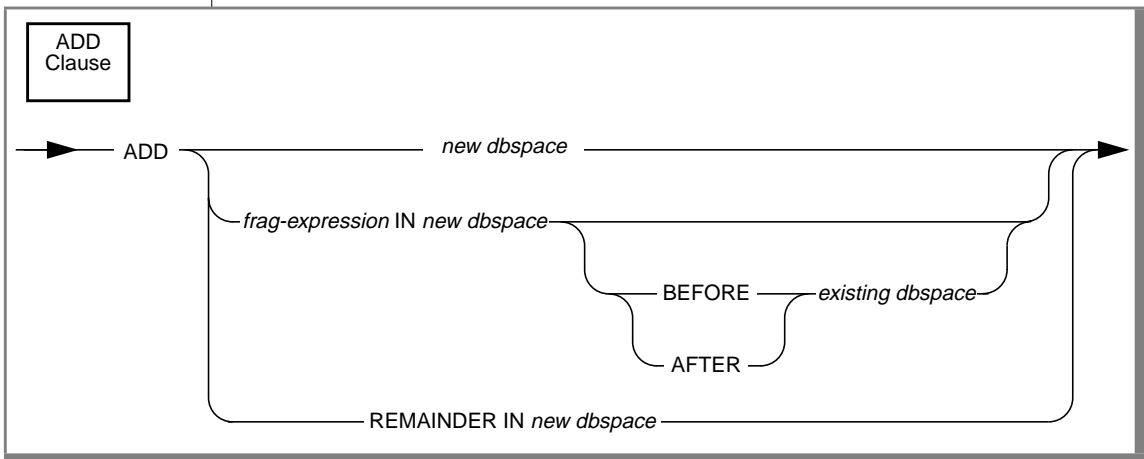 ADD
Clause
ADD new dbspace
frag-expression IN new dbspace
BEFORE existing dbspace
AFTER
REMAINDER IN new dbspace